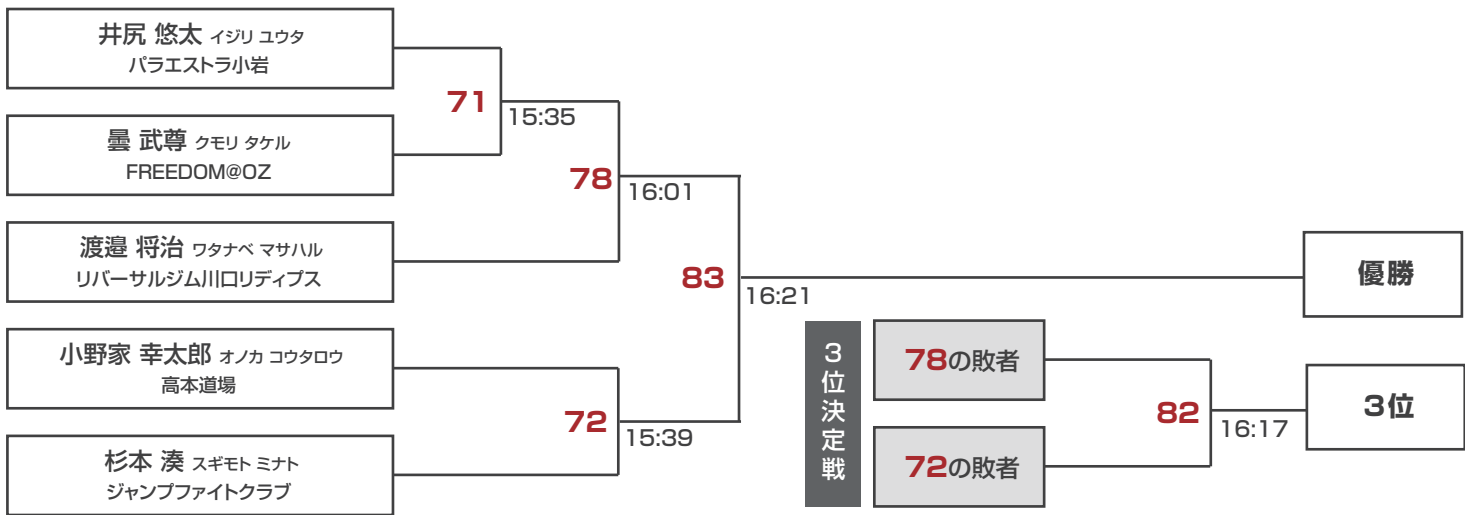 井尻 悠太 イジリ ユウタ
パラエストラ小岩
71
15:35
曇 武尊 クモリ タケル
FREEDOM@OZ
78
16:01
渡邉 将治 ワタナベ マサハル
リバーサルジム川口リディプス
83
16:21
優勝
小野家 幸太郎 オノカ コウタロウ
高本道場
72
15:39
杉本 湊 スギモト ミナト
ジャンプファイトクラブ
3位決定戦
78の敗者
72の敗者
82
16:17
3位